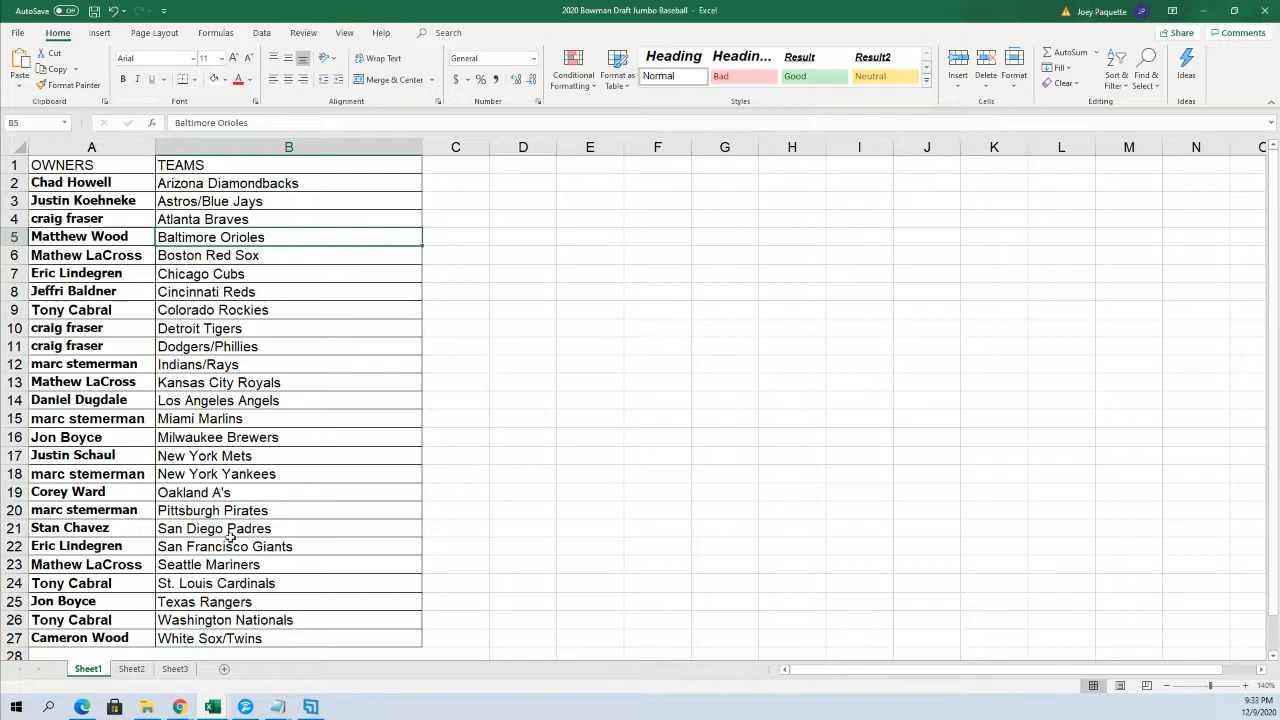 AutoSave Off 2020 Bowman Draft Jumbo Baseball - Excel Joey Paquette JP
File Home Insert Page Layout Formulas Data Review View Help Search Share Comments
Paste Cut Copy Format Painter Clipboard
Arial 11 A A B I U A Font
Wrap Text Merge & Center Alignment
General $ % , Number
Conditional Formatting Format as Table
Heading Headin... Result Result2
Normal Bad Good Neutral
Styles
Insert Delete Format Cells
AutoSum Fill Clear Sort & Filter Find & Select Editing
Ideas Ideas
B5 fx Baltimore Orioles
A B C D E F G H I J K L M N
1 OWNERS TEAMS
2 Chad Howell Arizona Diamondbacks
3 Justin Koehneke Astros/Blue Jays
4 craig fraser Atlanta Braves
5 Matthew Wood Baltimore Orioles
6 Mathew LaCross Boston Red Sox
7 Eric Lindegren Chicago Cubs
8 Jeffri Baldner Cincinnati Reds
9 Tony Cabral Colorado Rockies
10 craig fraser Detroit Tigers
11 craig fraser Dodgers/Phillies
12 marc stemerman Indians/Rays
13 Mathew LaCross Kansas City Royals
14 Daniel Dugdale Los Angeles Angels
15 marc stemerman Miami Marlins
16 Jon Boyce Milwaukee Brewers
17 Justin Schaul New York Mets
18 marc stemerman New York Yankees
19 Corey Ward Oakland A's
20 marc stemerman Pittsburgh Pirates
21 Stan Chavez San Diego Padres
22 Eric Lindegren San Francisco Giants
23 Mathew LaCross Seattle Mariners
24 Tony Cabral St. Louis Cardinals
25 Jon Boyce Texas Rangers
26 Tony Cabral Washington Nationals
27 Cameron Wood White Sox/Twins
28
Sheet1 Sheet2 Sheet3
140%
9:33 PM
12/9/2020